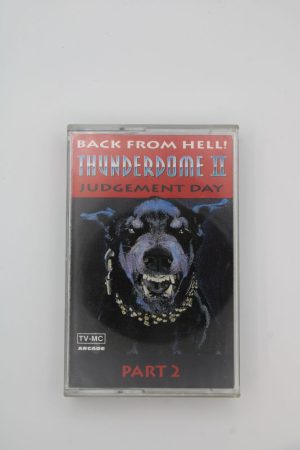 BACK FROM HELL!
THUNDERDOME II
JUDGEMENT DAY
TV-MC
ARCADE
PART 2